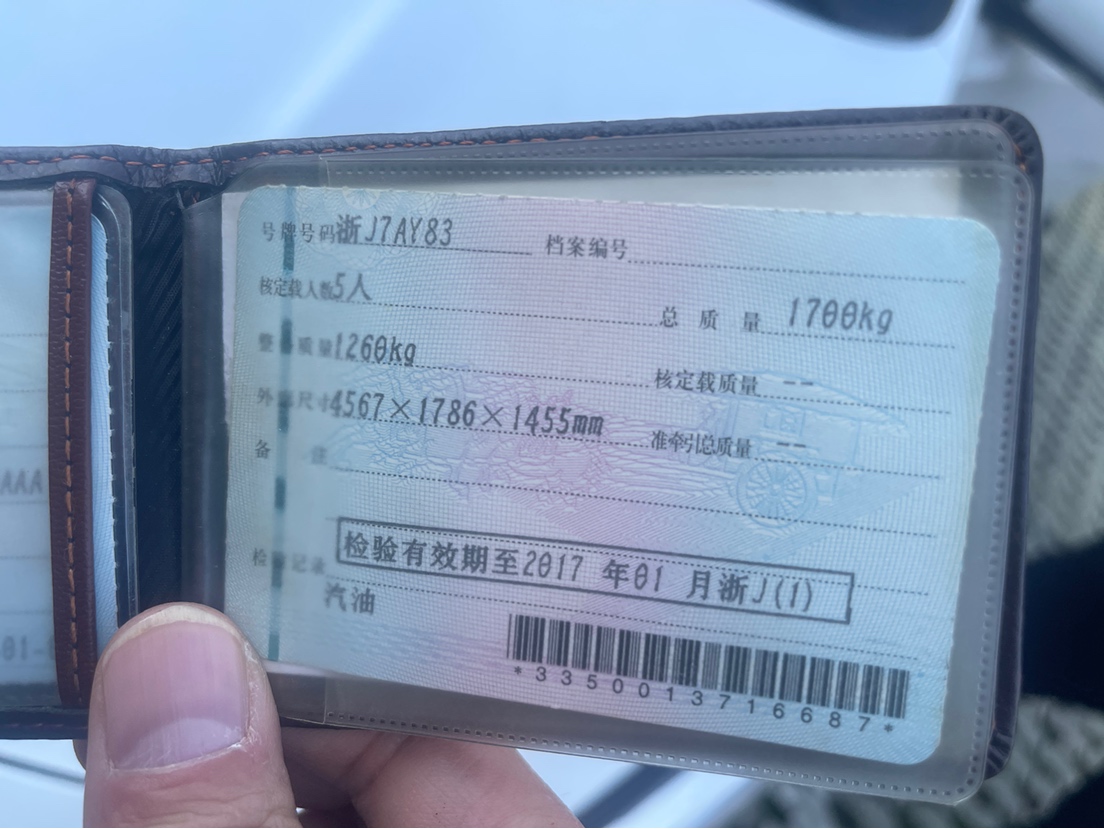 号牌号码浙J7AY83 档案编号
核定载人数5人 总质量 1700kg
整备质量1260kg 核定载质量 --
外廓尺寸4567×1786×1455mm 准牵引总质量 --
备注
检验记录 检验有效期至2017 年01 月浙J(1)
汽油
*3350013716687*
AAA
01-